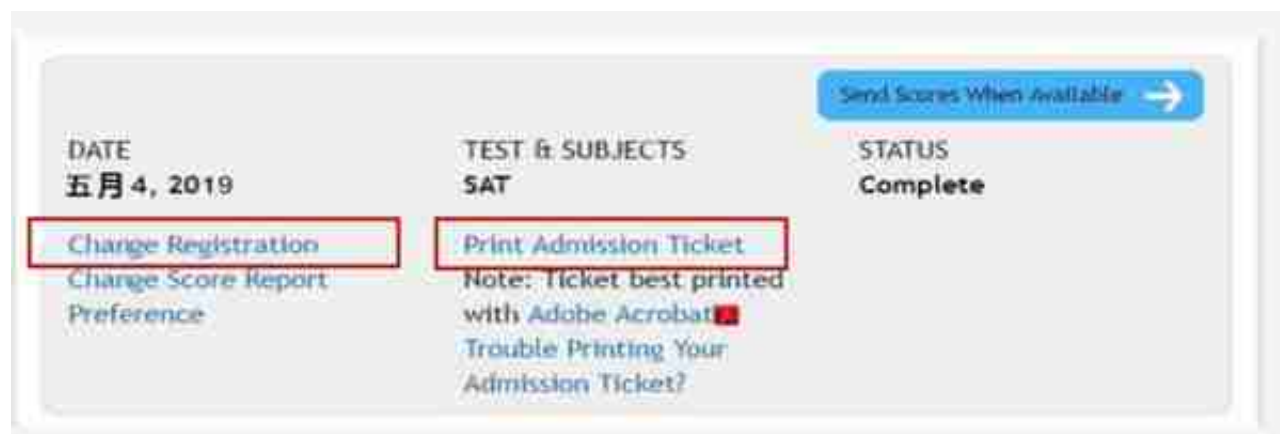 Send Scores When Available
DATE
五月4, 2019
TEST & SUBJECTS
SAT
STATUS
Complete
Change Registration
Change Score Report
Preference
Print Admission Ticket
Note: Ticket best printed
with Adobe Acrobat
Trouble Printing Your
Admission Ticket?